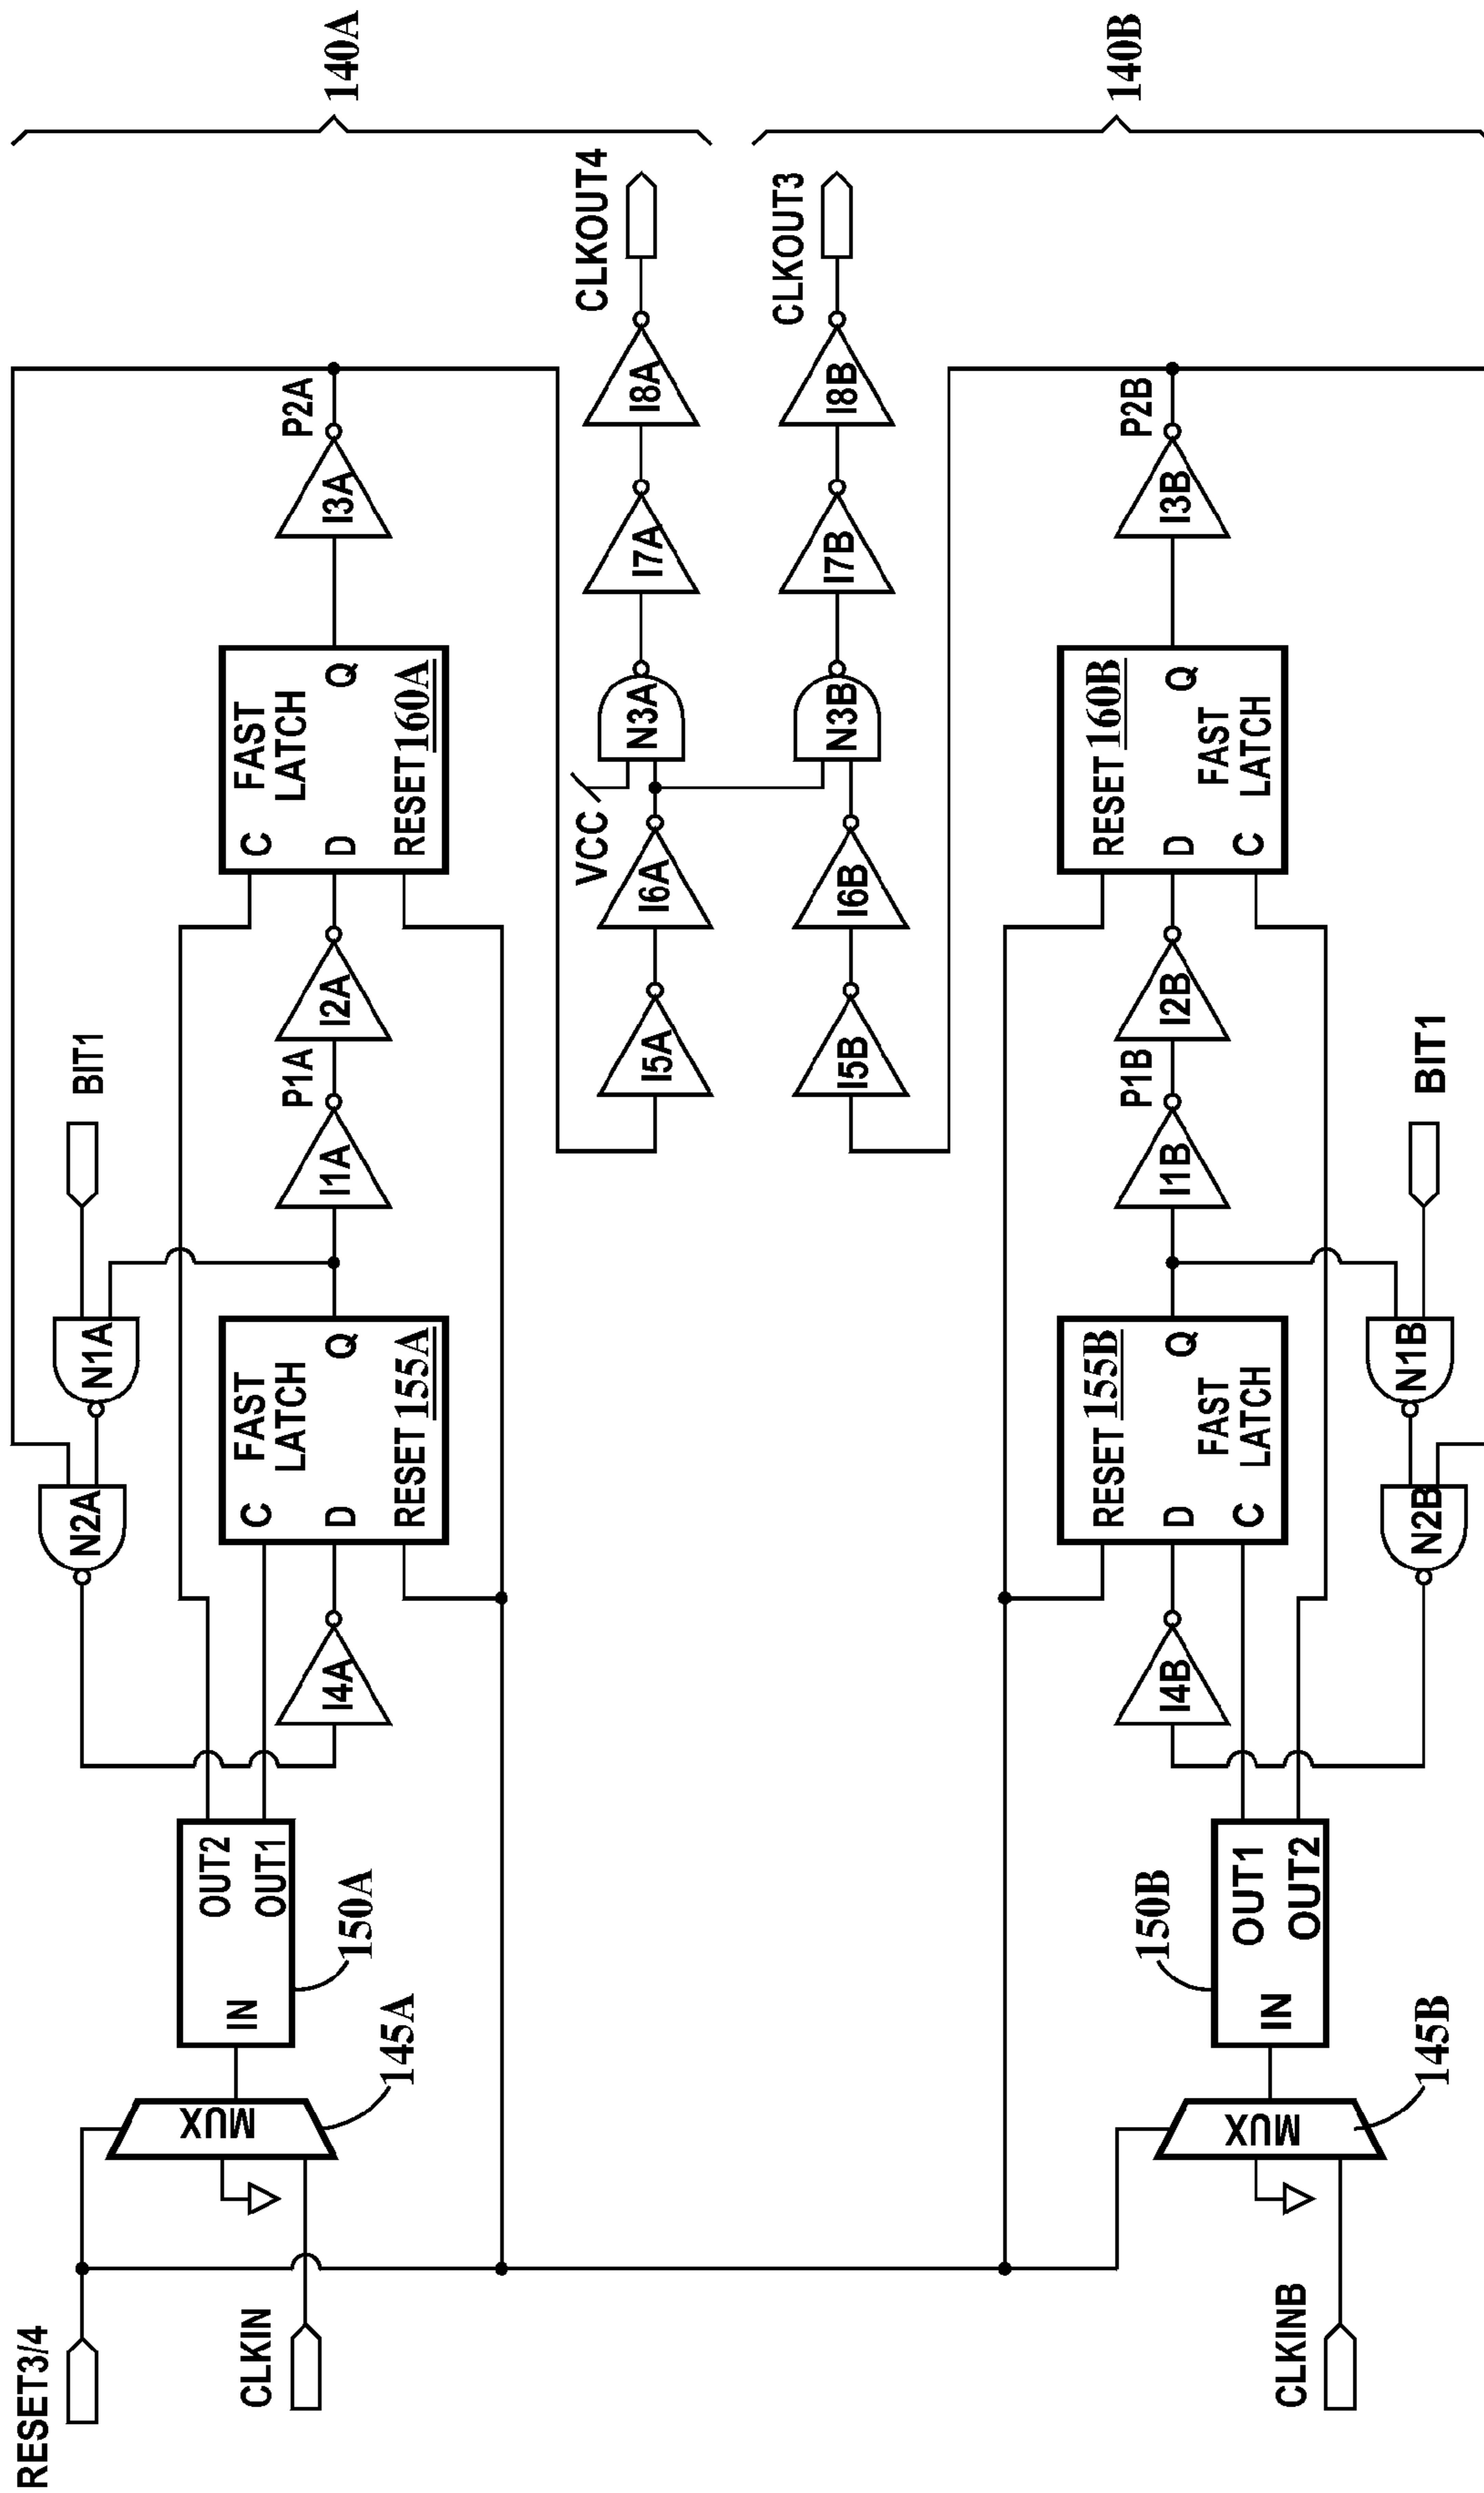 RESET3/4
CLKIN
MUX
145A
IN
OUT2
OUT1
150A
N2A
N1A
BIT1
I4A
C
D
RESET
FAST
LATCH
Q
155A
I1A
P1A
I2A
C
D
RESET
FAST
LATCH
Q
160A
I3A
P2A
I5A
I6A
VCC
N3A
I7A
I8A
CLKOUT4
140A
I5B
I6B
N3B
I7B
I8B
CLKOUT3
140B
CLKINB
MUX
145B
IN
OUT1
OUT2
150B
I4B
RESET
D
C
155B
Q
FAST
LATCH
I1B
P1B
I2B
RESET
D
C
160B
Q
FAST
LATCH
I3B
P2B
N2B
N1B
BIT1